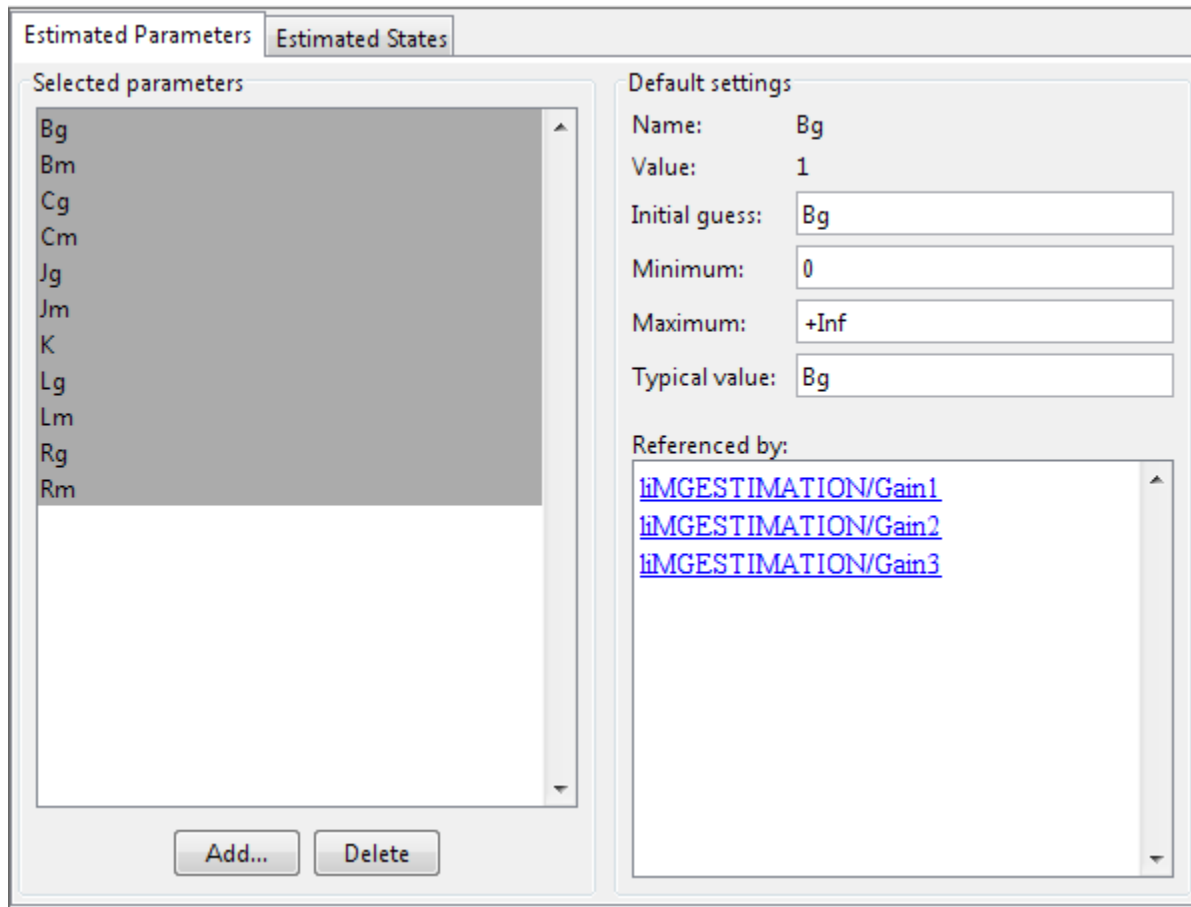 Estimated Parameters
Estimated States
Selected parameters
Bg
Bm
Cg
Cm
Jg
Jm
K
Lg
Lm
Rg
Rm
Add...
Delete
Default settings
Name: Bg
Value: 1
Initial guess: Bg
Minimum: 0
Maximum: +Inf
Typical value: Bg
Referenced by:
liMGESTIMATION/Gain1
liMGESTIMATION/Gain2
liMGESTIMATION/Gain3